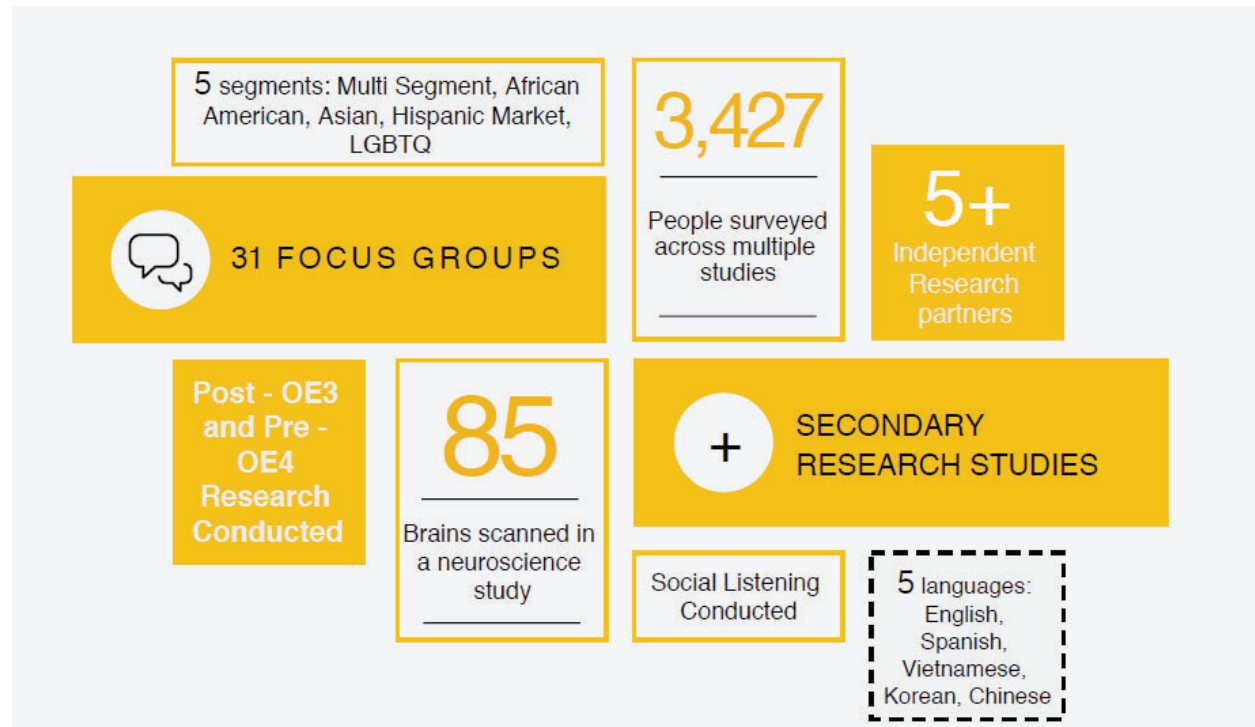 5 segments: Multi Segment, African
American, Asian, Hispanic Market,
LGBTQ
3,427
People surveyed
across multiple
studies
5+
Independent
Research
partners
31 FOCUS GROUPS
Post - OE3
and Pre -
OE4
Research
Conducted
85
Brains scanned in
a neuroscience
study
+
SECONDARY
RESEARCH STUDIES
Social Listening
Conducted
5 languages:
English,
Spanish,
Vietnamese,
Korean, Chinese